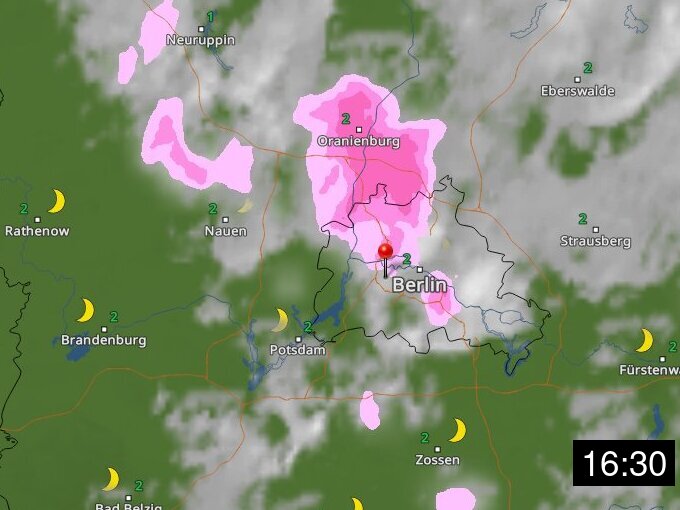 1
Neuruppin
2
Eberswalde
2
Oranienburg
2
Rathenow
2
Nauen
2
Strausberg
2
Berlin
2
Brandenburg
2
Potsdam
2
Fürstenwa
2
Zossen
16:30
2
Bad Belzig